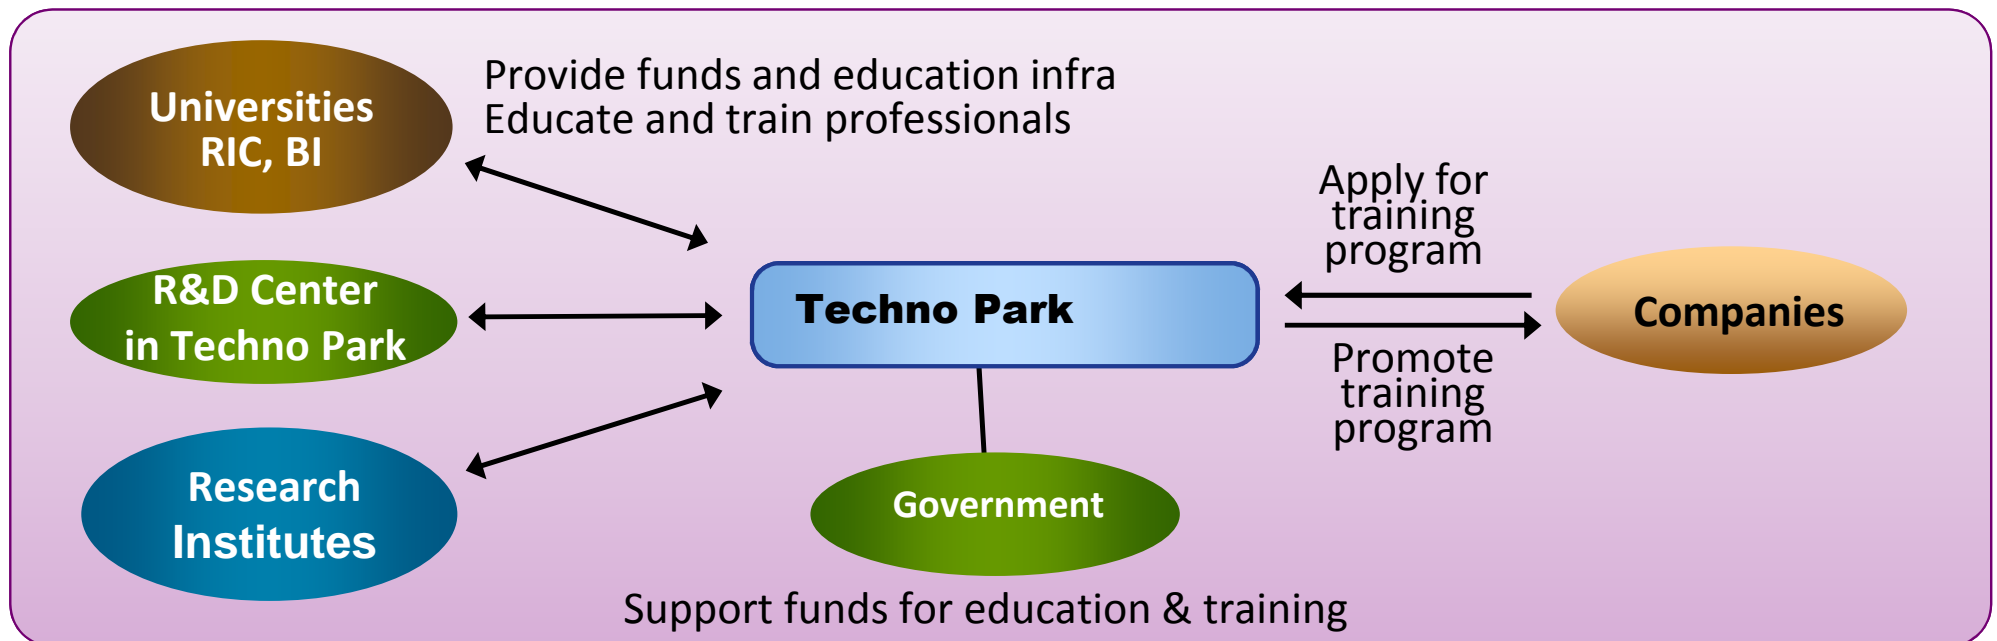 Universities
RIC, BI
Provide funds and education infra
Educate and train professionals
Apply for
training
program
R&D Center
in Techno Park
Techno Park
Companies
Promote
training
program
Research
Institutes
Government
Support funds for education & training